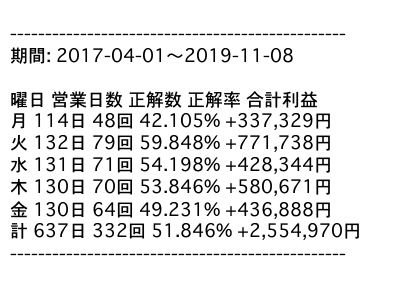 ------------------------------------------------
期間: 2017-04-01〜2019-11-08
曜日 営業日数 正解数 正解率 合計利益
月 114日 48回 42.105% +337,329円
火 132日 79回 59.848% +771,738円
水 131日 71回 54.198% +428,344円
木 130日 70回 53.846% +580,671円
金 130日 64回 49.231% +436,888円
計 637日 332回 51.846% +2,554,970円
------------------------------------------------